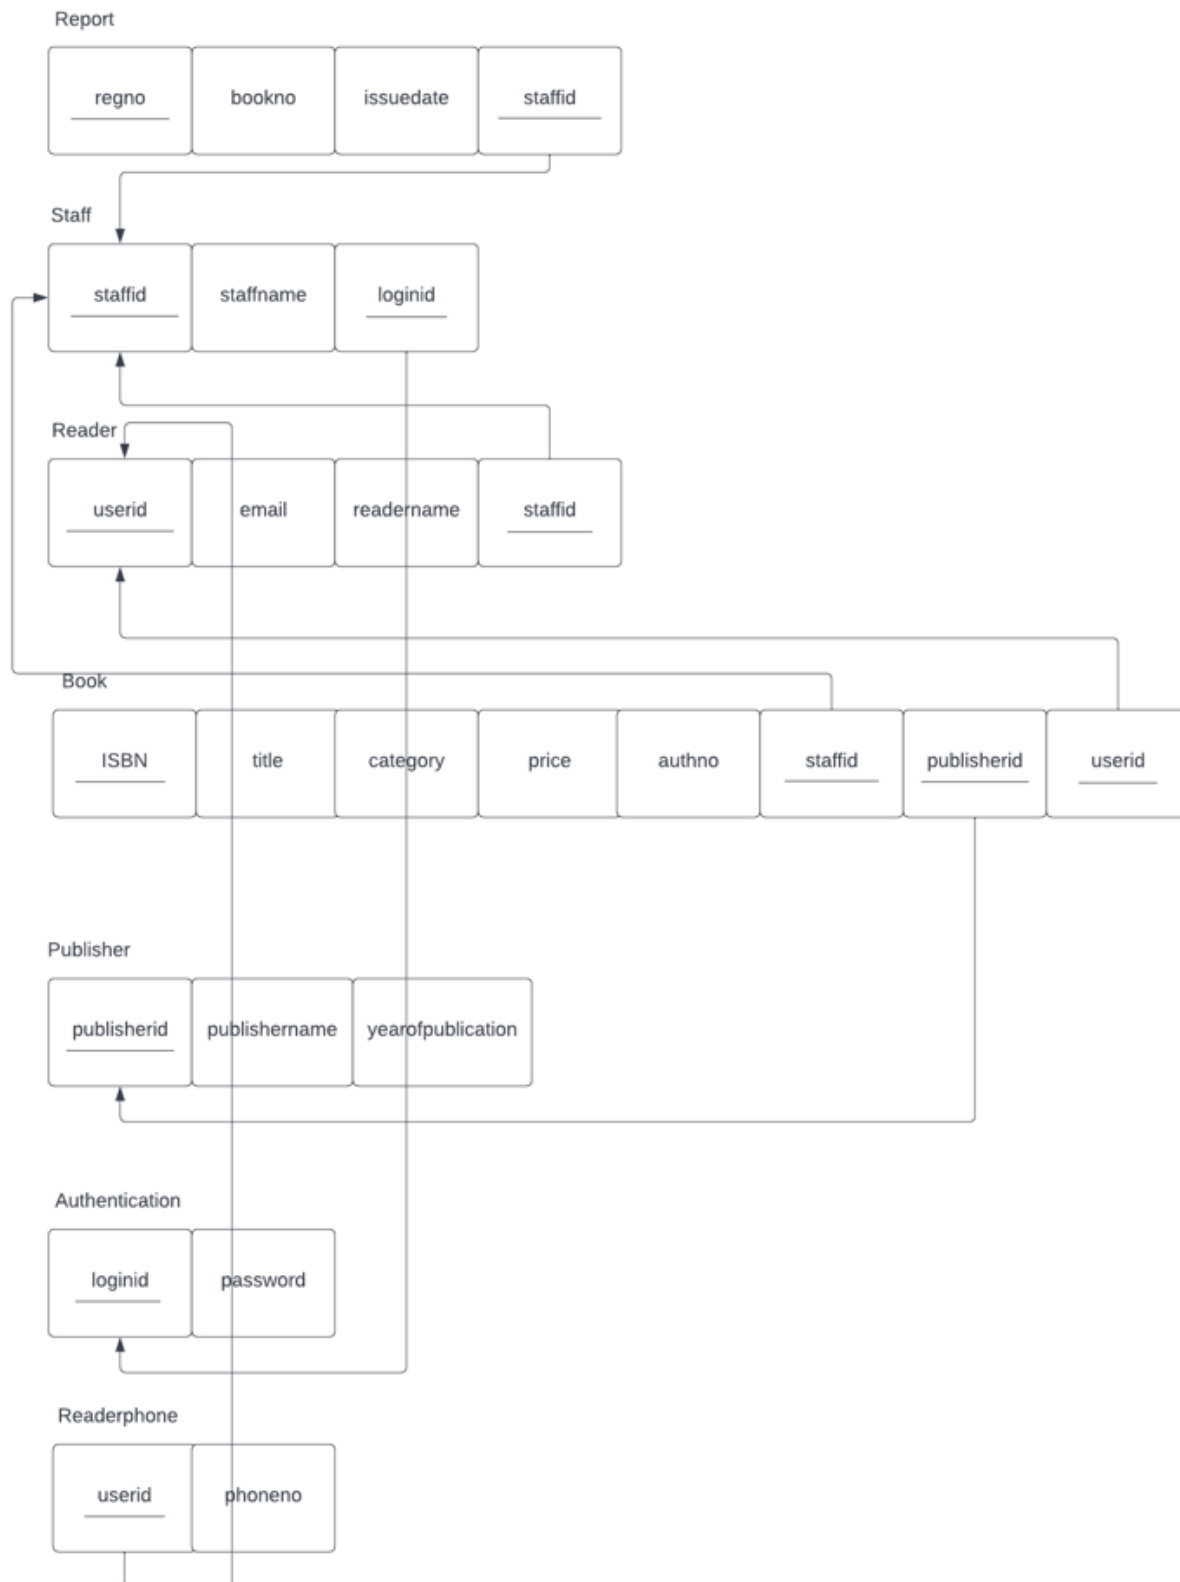 Report
regno bookno issuedate staffid
Staff
staffid staffname loginid
Reader
userid email readername staffid
Book
ISBN title category price authno staffid publisherid userid
Publisher
publisherid publishername yearofpublication
Authentication
loginid password
Readerphone
userid phoneno